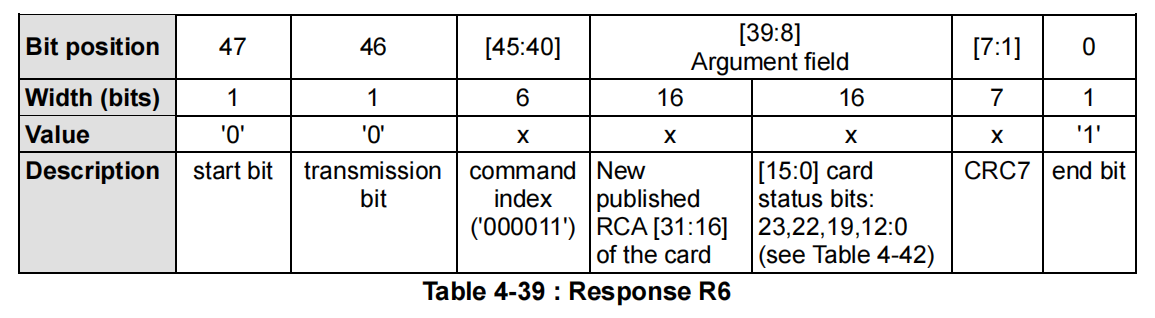 Bit position 47 46 [45:40] [39:8] [7:1] 0
Argument field
Width (bits) 1 1 6 16 16 7 1
Value '0' '0' x x x x '1'
Description start bit transmission command New [15:0] card CRC7 end bit
bit index published status bits:
('000011') RCA [31:16] 23,22,19,12:0
of the card (see Table 4-42)
Table 4-39 : Response R6